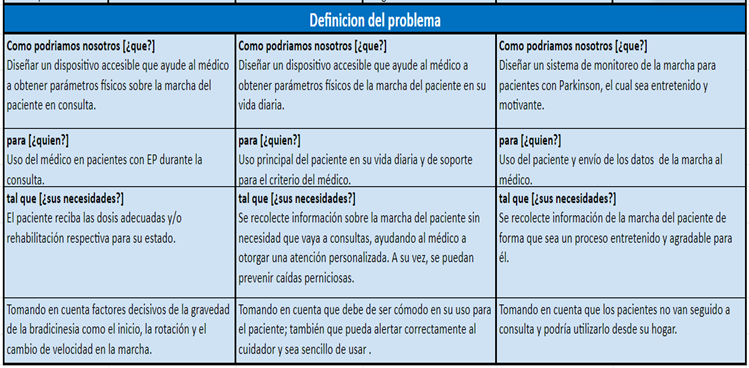 Definicion del problema
Como podriamos nosotros [¿que?]
Diseñar un dispositivo accesible que ayude al médico
a obtener parámetros físicos sobre la marcha del
paciente en consulta.
Como podriamos nosotros [¿que?]
Diseñar un dispositivo accesible que ayude al médico a
obtener parámetros físicos de la marcha del paciente en su
vida diaria.
Como podriamos nosotros [¿que?]
Diseñar un sistema de monitoreo de la marcha para
pacientes con Parkinson, el cual sea entretenido y
motivante.
para [¿quien?]
Uso del médico en pacientes con EP durante la
consulta.
para [¿quien?]
Uso principal del paciente en su vida diaria y de soporte
para el criterio del médico.
para [¿quien?]
Uso del paciente y envío de los datos de la marcha al
médico.
tal que [¿sus necesidades?]
El paciente reciba las dosis adecuadas y/o
rehabilitación respectiva para su estado.
tal que [¿sus necesidades?]
Se recolecte información sobre la marcha del paciente sin
necesidad que vaya a consultas, ayudando al médico a
otorgar una atención personalizada. A su vez, se puedan
prevenir caídas perniciosas.
tal que [¿sus necesidades?]
Se recolecte información de la marcha del paciente de
forma que sea un proceso entretenido y agradable para
él.
Tomando en cuenta factores decisivos de la gravedad
de la bradicinesia como el inicio, la rotación y el
cambio de velocidad en la marcha.
Tomando en cuenta que debe de ser cómodo en su uso para
el paciente; también que pueda alertar correctamente al
cuidador y sea sencillo de usar .
Tomando en cuenta que los pacientes no van seguido a
consulta y podría utilizarlo desde su hogar.